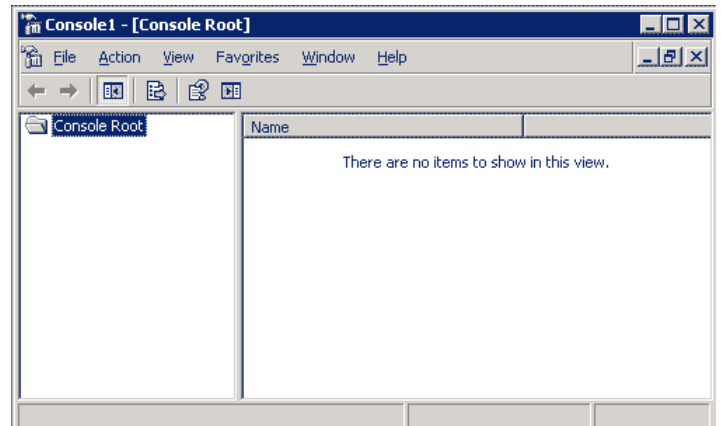 Console1 - [Console Root]
File Action View Favorites Window Help
Console Root
Name
There are no items to show in this view.